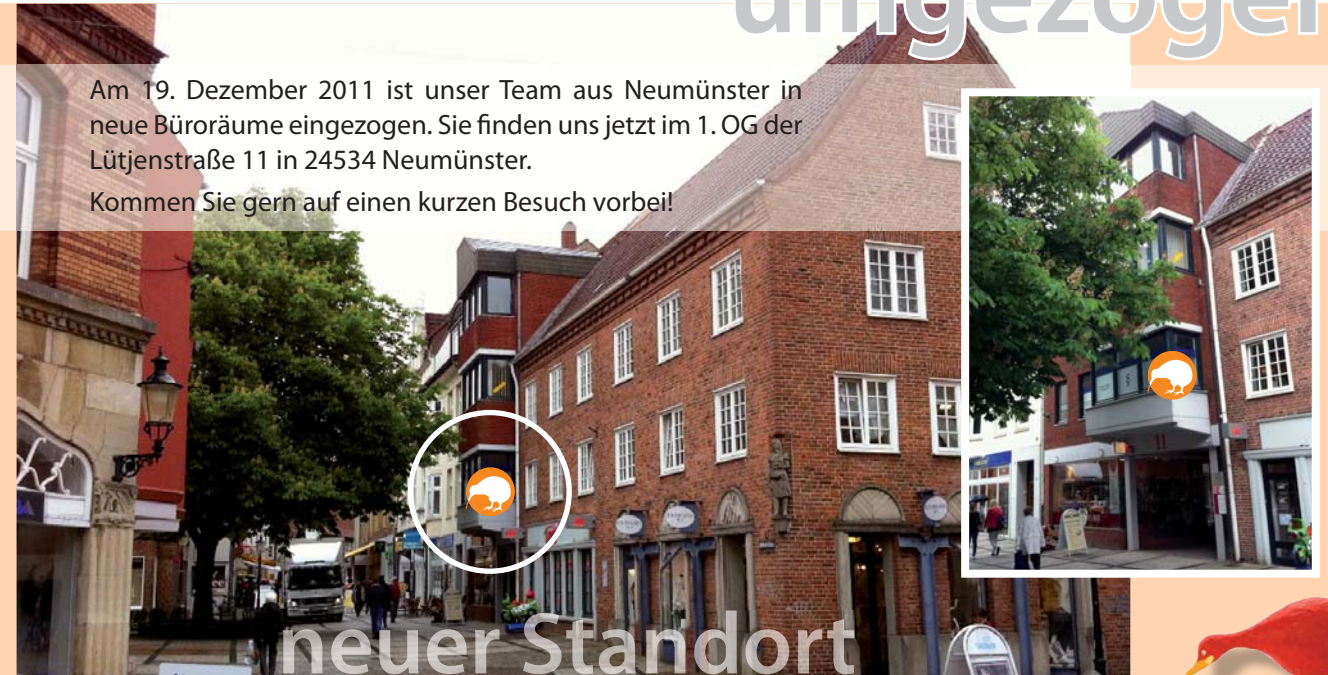 umgezogen
Am 19. Dezember 2011 ist unser Team aus Neumünster in
neue Büroräume eingezogen. Sie finden uns jetzt im 1. OG der
Lütjenstraße 11 in 24534 Neumünster.
Kommen Sie gern auf einen kurzen Besuch vorbei!
neuer Standort